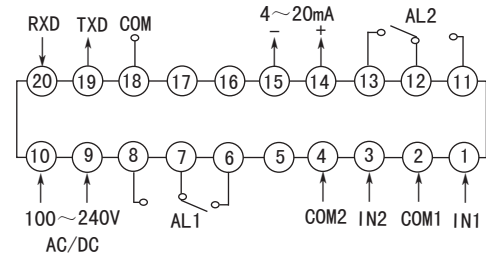 4～20mA AL2
RXD TXD COM － ＋
20 19 18 17 16 15 14 13 12 11
10 9 8 7 6 5 4 3 2 1
100～240V AL1 COM2 IN2 COM1 IN1
AC/DC